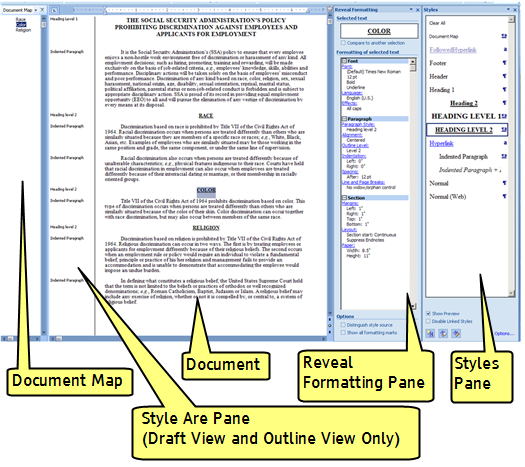 Document Map
Race
Color
Religion
Heading level 1
THE SOCIAL SECURITY ADMINISTRATION'S POLICY
PROHIBITING DISCRIMINATION AGAINST EMPLOYEES AND
APPLICANTS FOR EMPLOYMENT
Indented Paragraph
It is the Social Security Administration's (SSA) policy to ensure that every employee
enjoys a non-hostile work environment free of discrimination or harassment of any kind. All
employment decisions, such as hiring, promoting, training and rewarding, will be made
exclusively on the basis of job-related criteria, e.g., employee knowledge, skills, abilities and
performance. Disciplinary actions will be taken solely on the basis of employees' misconduct
and poor performance. Discrimination of any kind based on race, color, religion, sex, sexual
harassment, national origin, age, disability, sexual orientation, reprisal, marital status,
political affiliation, parental status or non-job-related conduct is forbidden and is subject to
appropriate disciplinary action. SSA is proud of its record in providing equal employment
opportunity (EEO) to all and will pursue the elimination of any vestige of discrimination by
every means at its disposal.
Heading level 2
RACE
Indented Paragraph
Discrimination based on race is prohibited by Title VII of the Civil Rights Act of
1964. Racial discrimination occurs when persons are treated differently than others who are
similarly situated because they are members of a specific race or races; e.g., White, Black,
Asian, etc. Examples of employees who are similarly situated may be those working in the
same position and grade, the same component, or under the same line of supervision.
Indented Paragraph
Racial discrimination also occurs when persons are treated differently because of
unalterable characteristics; e.g., physical features indigenous to their race. Courts have held
that racial discrimination in employment can also occur when employees are treated
differently because of their interracial dating or marriage, or their membership in racially
oriented groups.
Heading level 2
COLOR
Indented Paragraph
Title VII of the Civil Rights Act of 1964 prohibits discrimination based on color. This
type of discrimination occurs when persons are treated differently than others who are
similarly situated because of the color of their skin. Color discrimination can occur together
with race discrimination, but may also occur between members of the same race.
Heading level 2
RELIGION
Indented Paragraph
Discrimination based on religion is prohibited by Title VII of the Civil Rights Act of
1964. Religious discrimination can occur in two ways. The first is by treating employees or
applicants for employment differently because of their religious beliefs. The second occurs
when an employment rule or policy would require an individual to violate a fundamental
belief, principle or practice of his her religion and management fails to provide an
accommodation and is unable to demonstrate that accommodating the employee would
impose an undue burden.
Indented Paragraph
In defining what constitutes a religious belief, the United States Supreme Court held
that the term is not limited to the beliefs or practices of orthodox or well recognized
denominations; e.g., Roman Catholicism, Baptist, Judaism or Islam. A religious belief may
include any exercise of religion, whether or not it is compelled by, or central to, a system of
religious belief.
Reveal Formatting
Selected text
COLOR
Compare to another selection
Formatting of selected text
Font
Font:
(Default) Times New Roman
12 pt
Bold
Underline
Language:
English (U.S.)
Effects:
All caps
Paragraph
Paragraph Style:
Heading level 2
Alignment:
Centered
Outline Level:
Level 2
Indentation:
Left: 0"
Right: 0"
Spacing:
After: 12 pt
Line and Page Breaks:
No widow/orphan control
Section
Margins:
Left: 1"
Right: 1"
Top: 1"
Bottom: 1"
Layout:
Section start: Continuous
Suppress Endnotes
Paper:
Width: 8.5"
Height: 11"
Options
Distinguish style source
Show all formatting marks
Styles
Clear All
Document Map
FollowedHyperlink
Footer
Header
Heading 1
Heading 2
HEADING LEVEL 1
HEADING LEVEL 2
Hyperlink
Indented Paragraph
Indented Paragraph +
Normal
Normal (Web)
Show Preview
Disable Linked Styles
Options...
Document Map
Document
Reveal
Formatting Pane
Styles
Pane
Style Are Pane
(Draft View and Outline View Only)